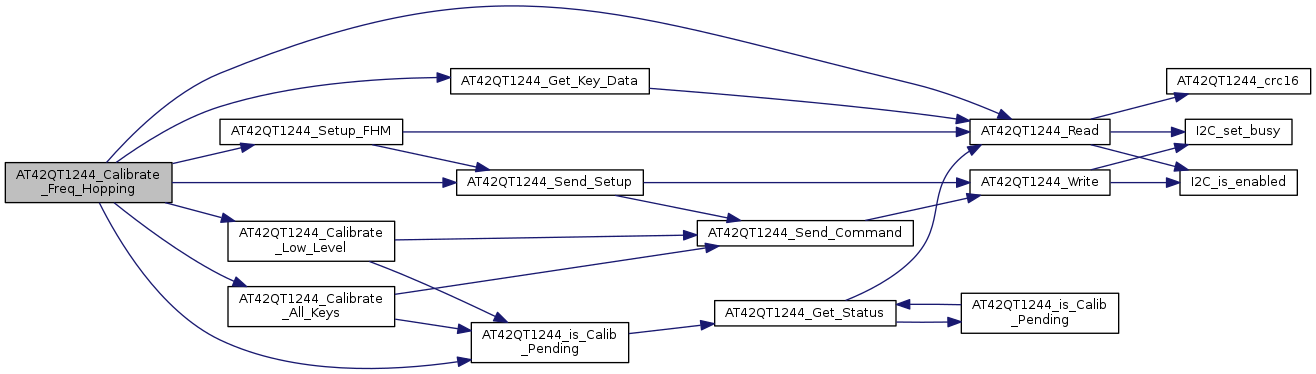 AT42QT1244_Calibrate
_Freq_Hopping
AT42QT1244_Get_Key_Data
AT42QT1244_Setup_FHM
AT42QT1244_Send_Setup
AT42QT1244_Calibrate
_Low_Level
AT42QT1244_Calibrate
_All_Keys
AT42QT1244_is_Calib
_Pending
AT42QT1244_Send_Command
AT42QT1244_Get_Status
AT42QT1244_Read
AT42QT1244_Write
AT42QT1244_is_Calib
_Pending
AT42QT1244_crc16
I2C_set_busy
I2C_is_enabled